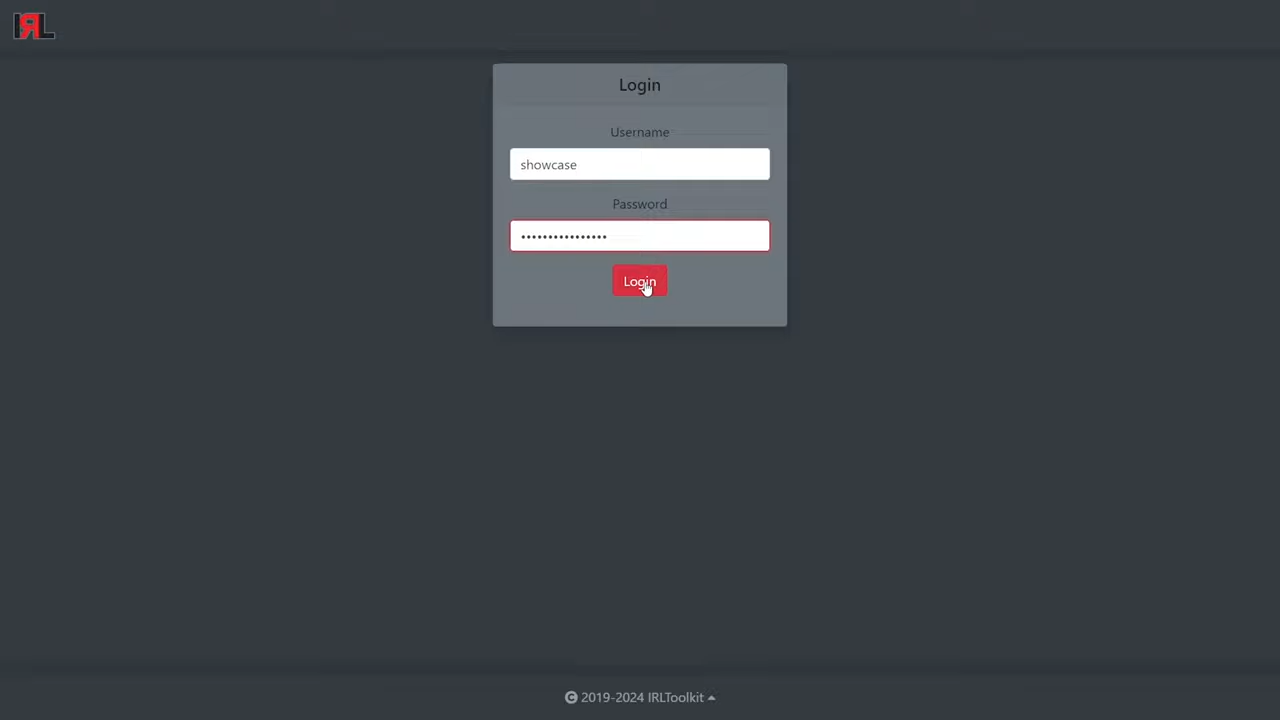 IRL
Login
Username
showcase
Password
••••••••••••••••
Login
© 2019-2024 IRLToolkit